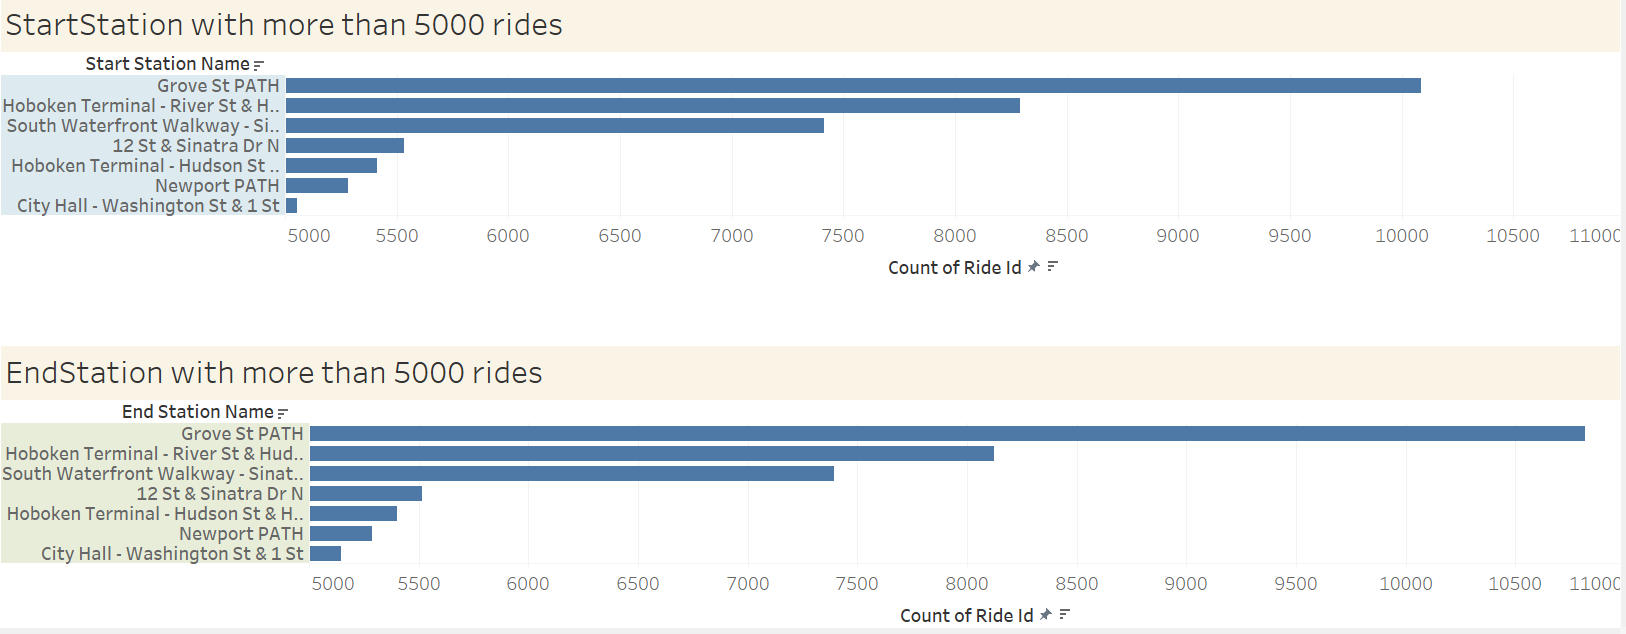 StartStation with more than 5000 rides
Start Station Name
Grove St PATH
Hoboken Terminal - River St & H..
South Waterfront Walkway - Si..
12 St & Sinatra Dr N
Hoboken Terminal - Hudson St ..
Newport PATH
City Hall - Washington St & 1 St
5000 5500 6000 6500 7000 7500 8000 8500 9000 9500 10000 10500 11000
Count of Ride Id
EndStation with more than 5000 rides
End Station Name
Grove St PATH
Hoboken Terminal - River St & Hud..
South Waterfront Walkway - Sinat..
12 St & Sinatra Dr N
Hoboken Terminal - Hudson St & H..
Newport PATH
City Hall - Washington St & 1 St
5000 5500 6000 6500 7000 7500 8000 8500 9000 9500 10000 10500 11000
Count of Ride Id